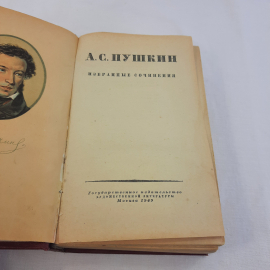 А.С.ПУШКИН
ИЗБРАННЫЕ СОЧИНЕНИЯ
Государственное издательство
художественной литературы
Москва 1949